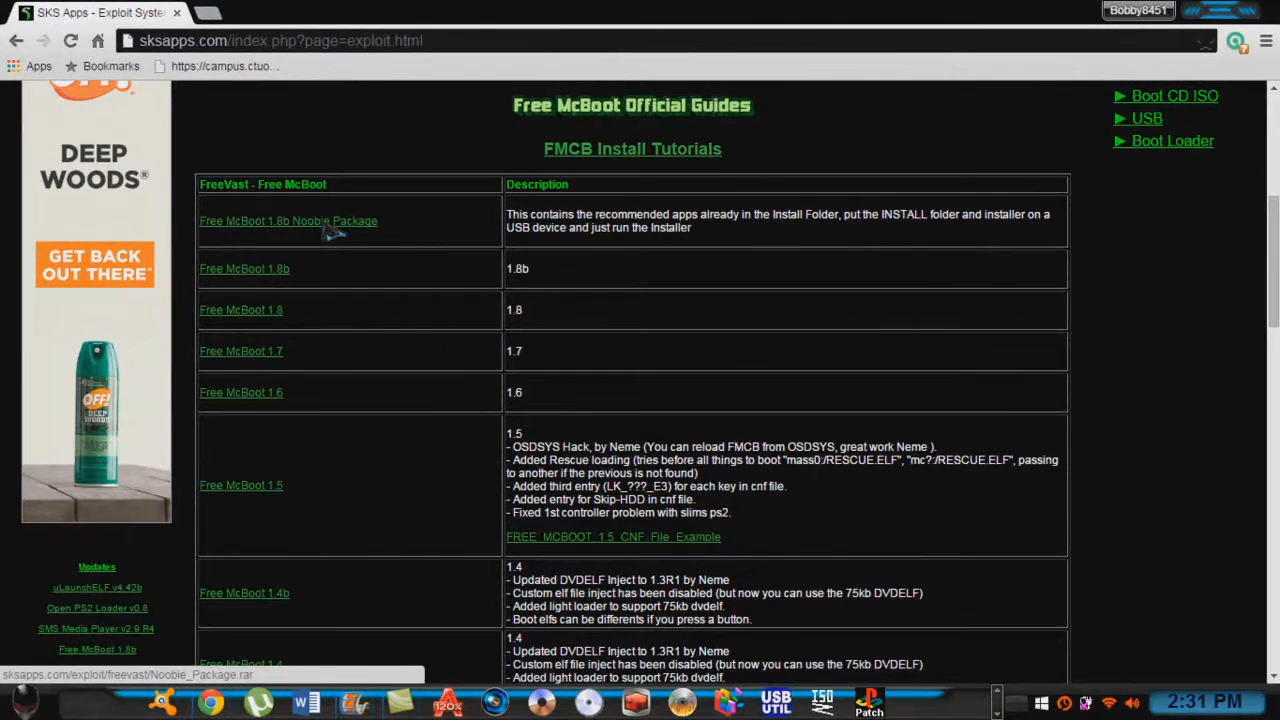 SKS Apps - Exploit Syste
Bobby8451
sksapps.com/index.php?page=exploit.html
Apps
Bookmarks
https://campus.ctuo...
OFF!
DEEP
WOODS®
GET BACK
OUT THERE™
OFF!
Updates
uLaunchELF v4.42b
Open PS2 Loader v0.8
SMS Media Player v2.9 R4
Free McBoot 1.8b
Free McBoot Official Guides
FMCB Install Tutorials
FreeVast - Free McBoot
Description
Free McBoot 1.8b Noobie Package
This contains the recommended apps already in the Install Folder, put the INSTALL folder and installer on a
USB device and just run the Installer
Free McBoot 1.8b
1.8b
Free McBoot 1.8
1.8
Free McBoot 1.7
1.7
Free McBoot 1.6
1.6
Free McBoot 1.5
1.5
- OSDSYS Hack, by Neme (You can reload FMCB from OSDSYS, great work Neme ).
- Added Rescue loading (tries before all things to boot "mass0:/RESCUE.ELF", "mc?:/RESCUE.ELF", passing
to another if the previous is not found)
- Added third entry (LK_???_E3) for each key in cnf file.
- Added entry for Skip-HDD in cnf file.
- Fixed 1st controller problem with slims ps2.
FREE_MCBOOT_1.5_CNF_File_Example
Free McBoot 1.4b
1.4
- Updated DVDELF Inject to 1.3R1 by Neme
- Custom elf file inject has been disabled (but now you can use the 75kb DVDELF)
- Added light loader to support 75kb dvdelf.
- Boot elfs can be differents if you press a button.
Free McBoot 1.4
1.4
- Updated DVDELF Inject to 1.3R1 by Neme
- Custom elf file inject has been disabled (but now you can use the 75kb DVDELF)
- Added light loader to support 75kb dvdelf.
► Boot CD ISO
► USB
► Boot Loader
sksapps.com/exploit/freevast/Noobie_Package.rar
120%
USB
UTIL
ISO
Patch
2:31 PM